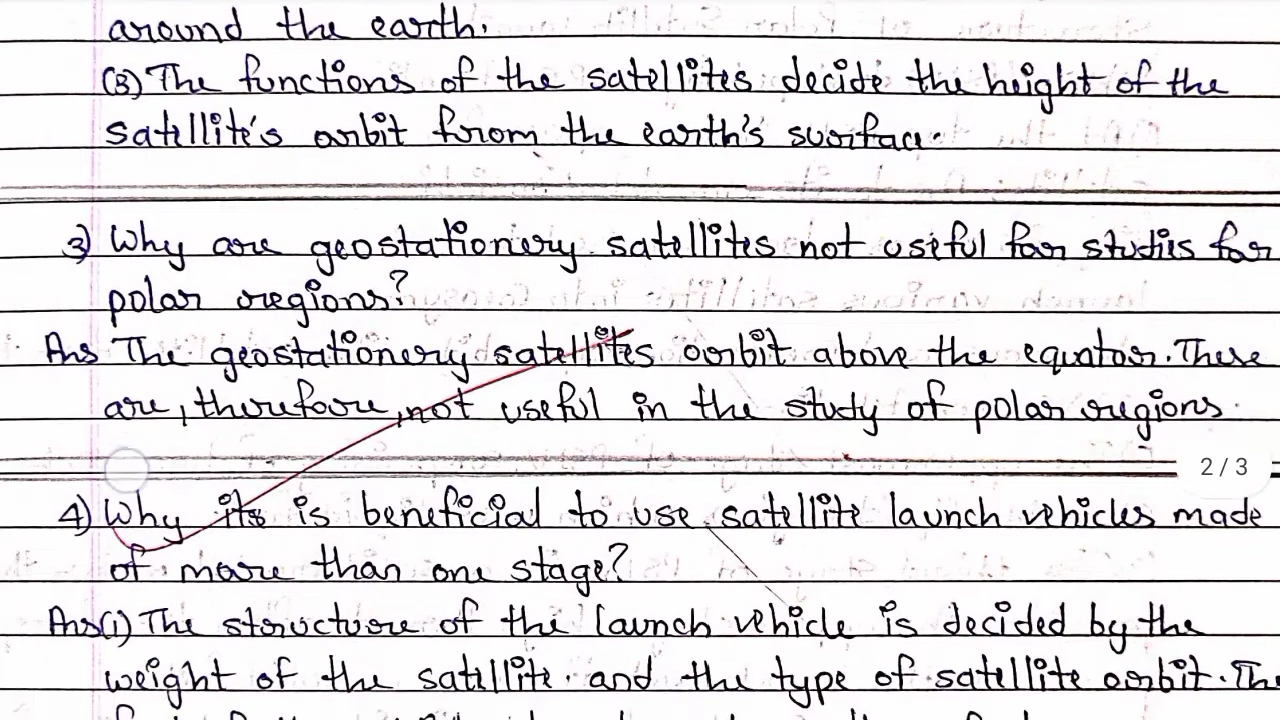 around the earth.
(3) The functions of the satellites decide the height of the
satellite's orbit from the earth's surface.
3) Why are geostationery satellites not useful for studies for
polar regions?
Ans The geostationery satellites orbit above the equator. These
are, therefore, not useful in the study of polar regions.
2 / 3
4) Why its is beneficial to use satellite launch vehicles made
of more than one stage?
Ans (1) The structure of the launch vehicle is decided by the
weight of the satellite. and the type of satellite orbit. The